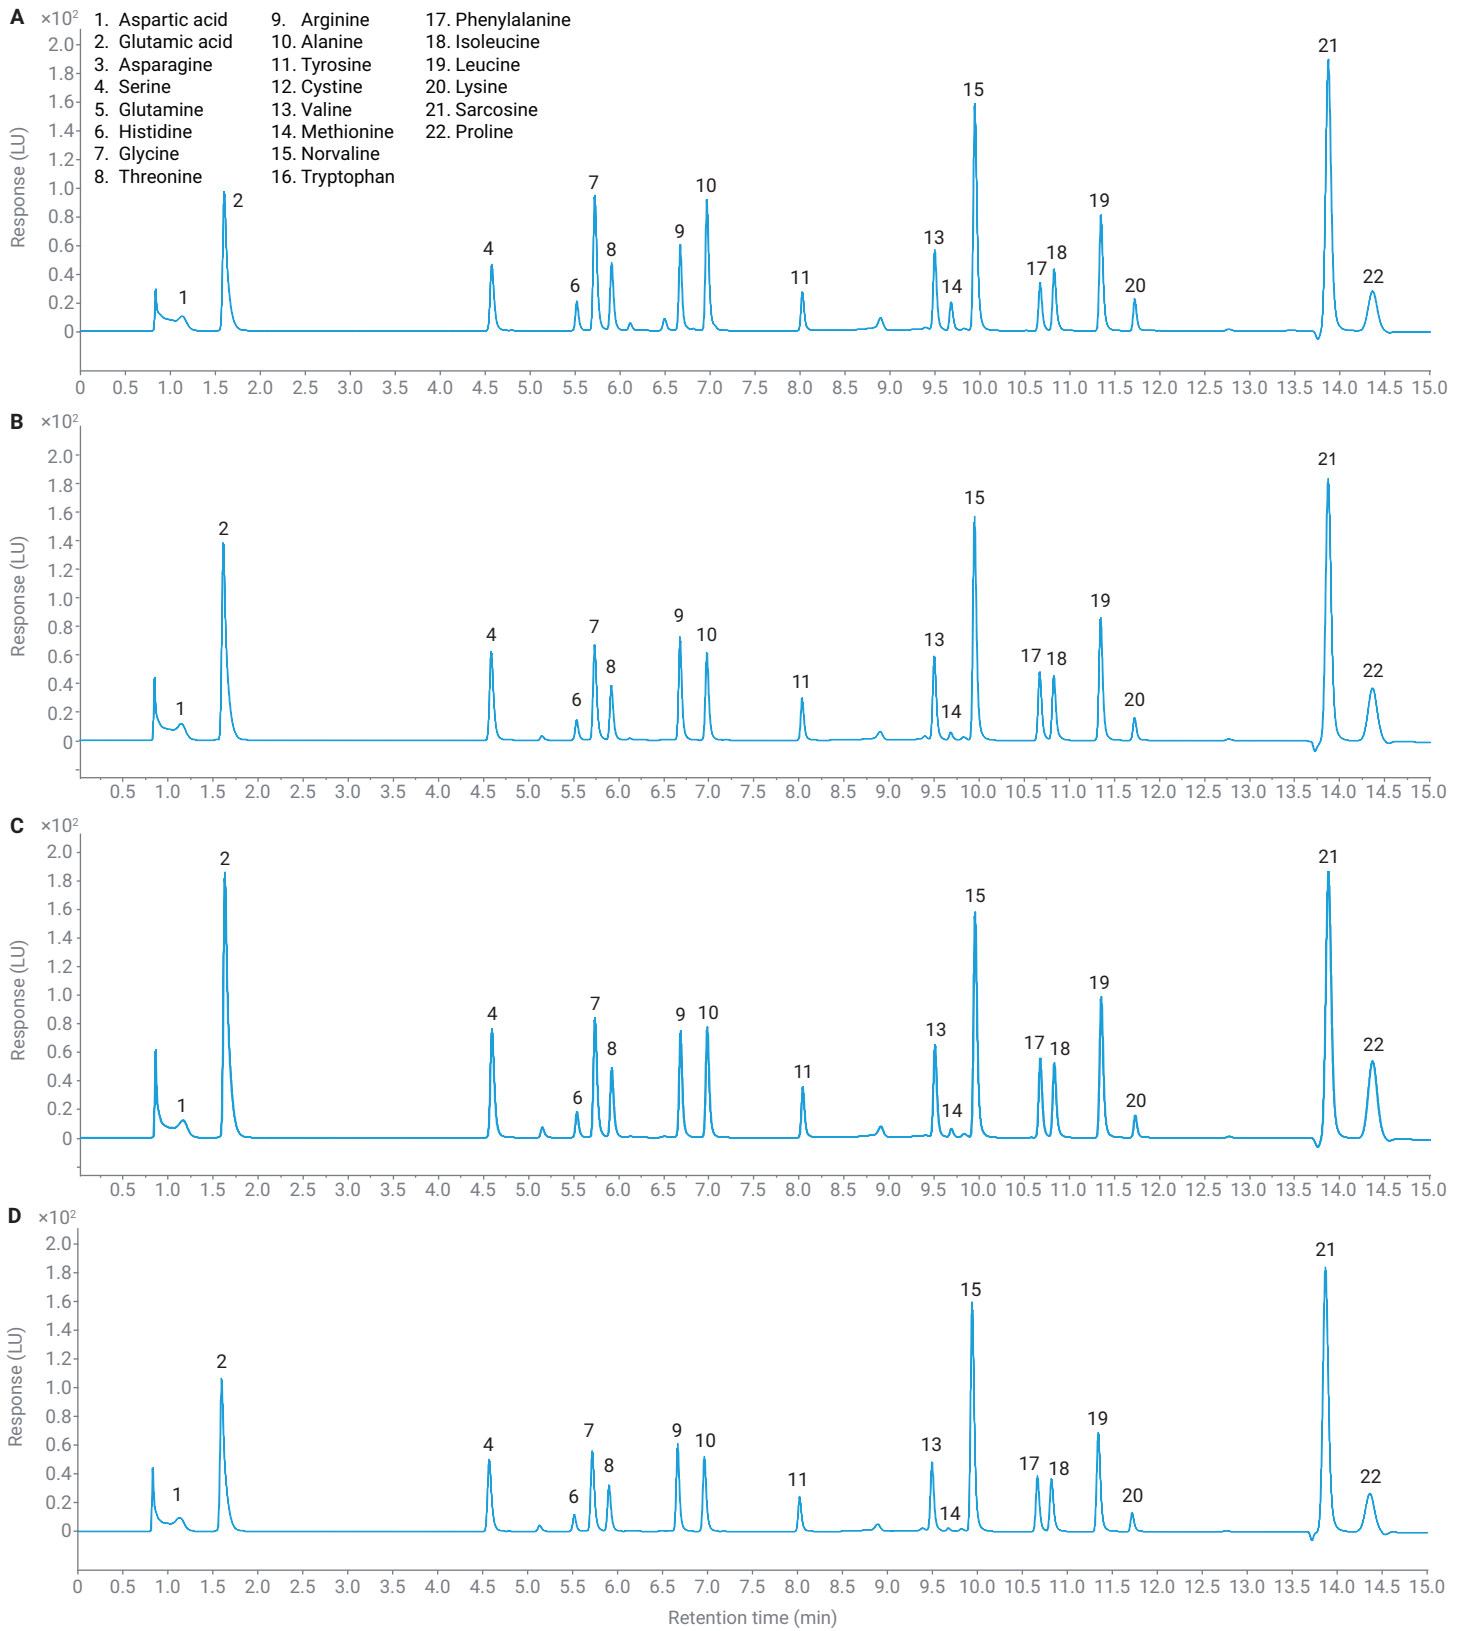 A
×10²
1. Aspartic acid
2. Glutamic acid
3. Asparagine
4. Serine
5. Glutamine
6. Histidine
7. Glycine
8. Threonine
9. Arginine
10. Alanine
11. Tyrosine
12. Cystine
13. Valine
14. Methionine
15. Norvaline
16. Tryptophan
17. Phenylalanine
18. Isoleucine
19. Leucine
20. Lysine
21. Sarcosine
22. Proline
Response (LU)
2.0
1.8
1.6
1.4
1.2
1.0
0.8
0.6
0.4
0.2
0
1 2 4 6 7 8 9 10 11 13 14 15 17 18 19 20 21 22
0 0.5 1.0 1.5 2.0 2.5 3.0 3.5 4.0 4.5 5.0 5.5 6.0 6.5 7.0 7.5 8.0 8.5 9.0 9.5 10.0 10.5 11.0 11.5 12.0 12.5 13.0 13.5 14.0 14.5 15.0
B
×10²
Response (LU)
2.0
1.8
1.6
1.4
1.2
1.0
0.8
0.6
0.4
0.2
0
1 2 4 6 7 8 9 10 11 13 14 15 17 18 19 20 21 22
0.5 1.0 1.5 2.0 2.5 3.0 3.5 4.0 4.5 5.0 5.5 6.0 6.5 7.0 7.5 8.0 8.5 9.0 9.5 10.0 10.5 11.0 11.5 12.0 12.5 13.0 13.5 14.0 14.5 15.0
C
×10²
Response (LU)
2.0
1.8
1.6
1.4
1.2
1.0
0.8
0.6
0.4
0.2
0
1 2 4 6 7 8 9 10 11 13 14 15 17 18 19 20 21 22
0.5 1.0 1.5 2.0 2.5 3.0 3.5 4.0 4.5 5.0 5.5 6.0 6.5 7.0 7.5 8.0 8.5 9.0 9.5 10.0 10.5 11.0 11.5 12.0 12.5 13.0 13.5 14.0 14.5 15.0
D
×10²
Response (LU)
2.0
1.8
1.6
1.4
1.2
1.0
0.8
0.6
0.4
0.2
0
1 2 4 6 7 8 9 10 11 13 14 15 17 18 19 20 21 22
0 0.5 1.0 1.5 2.0 2.5 3.0 3.5 4.0 4.5 5.0 5.5 6.0 6.5 7.0 7.5 8.0 8.5 9.0 9.5 10.0 10.5 11.0 11.5 12.0 12.5 13.0 13.5 14.0 14.5 15.0
Retention time (min)